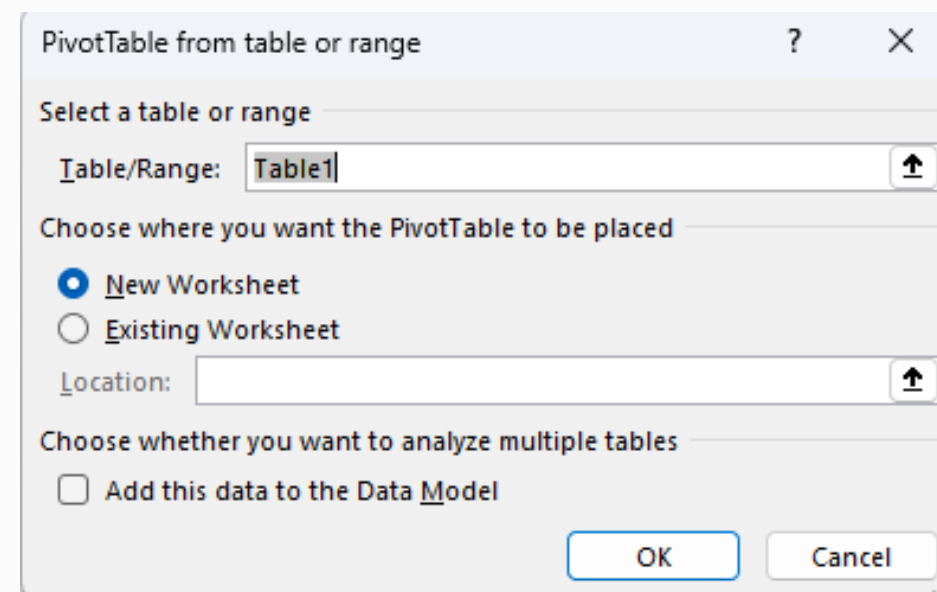 PivotTable from table or range ?
Select a table or range
Table/Range: Table1
Choose where you want the PivotTable to be placed
New Worksheet
Existing Worksheet
Location:
Choose whether you want to analyze multiple tables
Add this data to the Data Model
OK Cancel